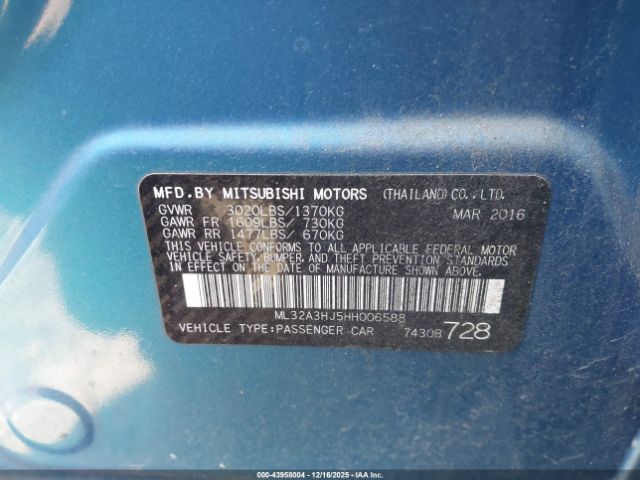 MFD.BY MITSUBISHI MOTORS (THAILAND)CO.,LTD.
GVWR 3020LBS/1370KG MAR 2016
GAWR FR 1609LBS/ 730KG
GAWR RR 1477LBS/ 670KG
THIS VEHICLE CONFORMS TO ALL APPLICABLE FEDERAL MOTOR
VEHICLE SAFETY, BUMPER, AND THEFT PREVENTION STANDARDS
IN EFFECT ON THE DATE OF MANUFACTURE SHOWN ABOVE.
ML32A3HJ5HH006588
VEHICLE TYPE:PASSENGER CAR 7430B 728
000-43958004 - 12/16/2025 - IAA Inc.